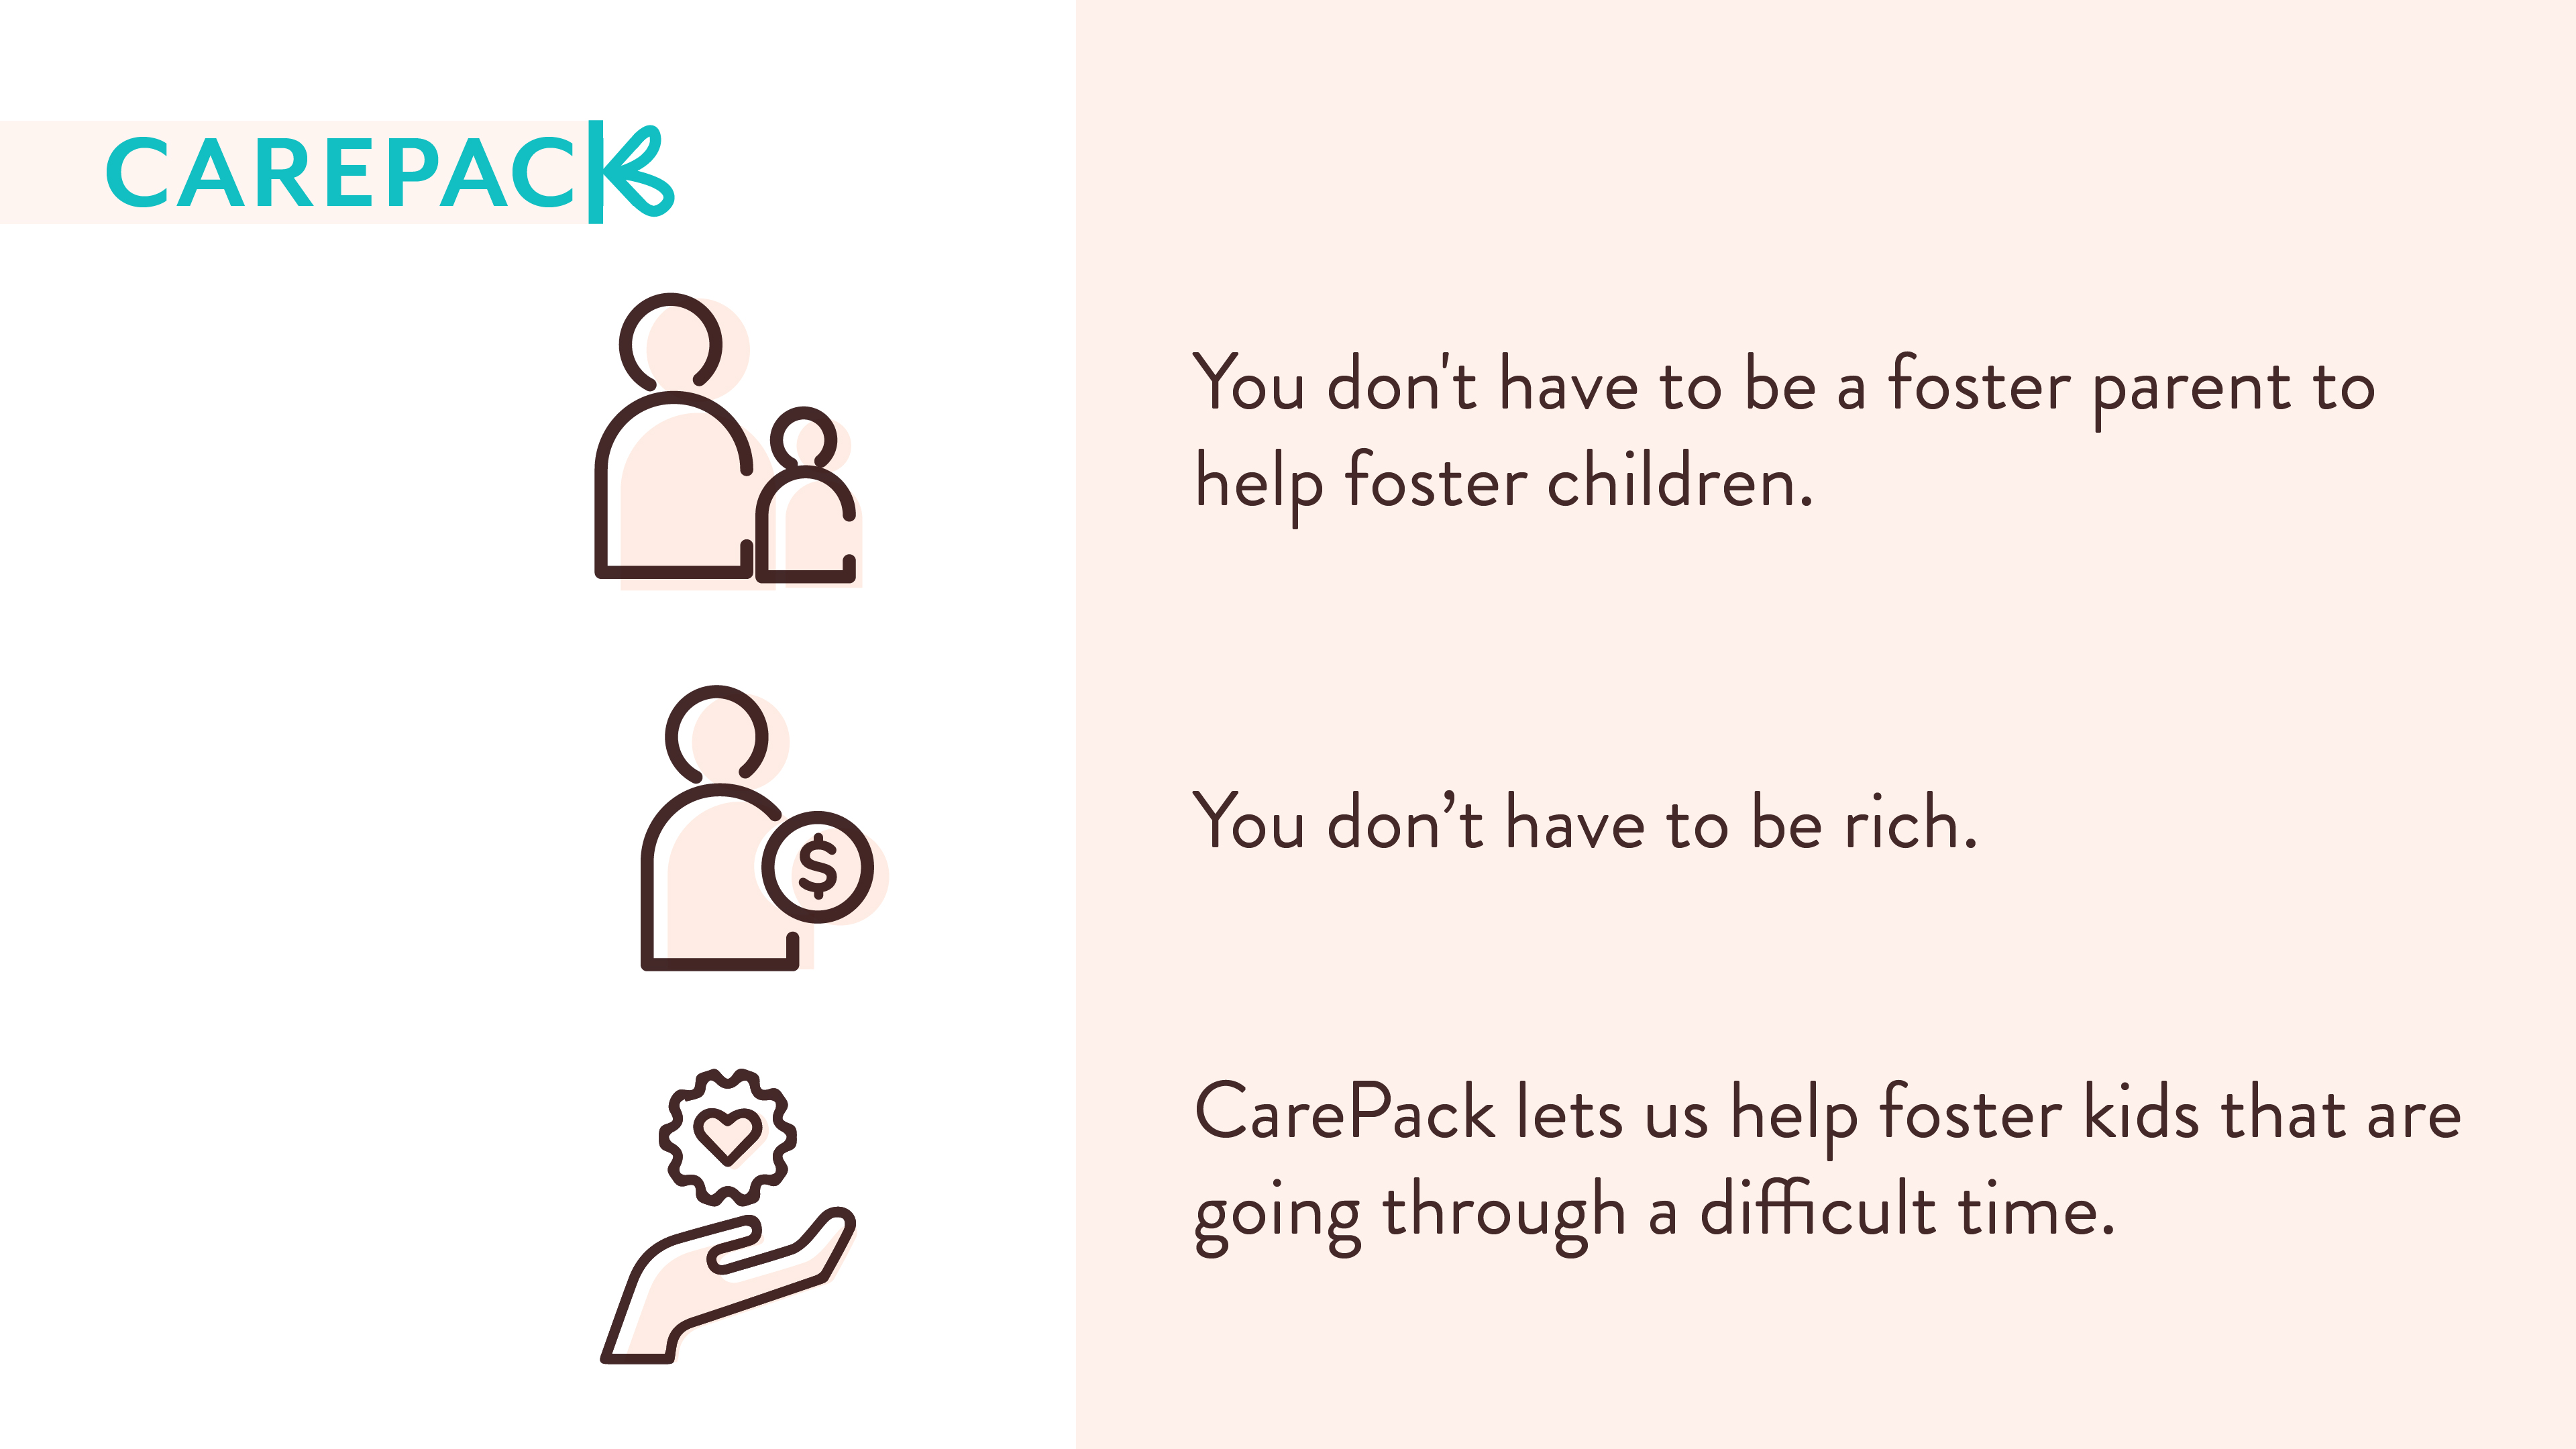 CAREPACK
You don't have to be a foster parent to
help foster children.
You don’t have to be rich.
$
CarePack lets us help foster kids that are
going through a difficult time.